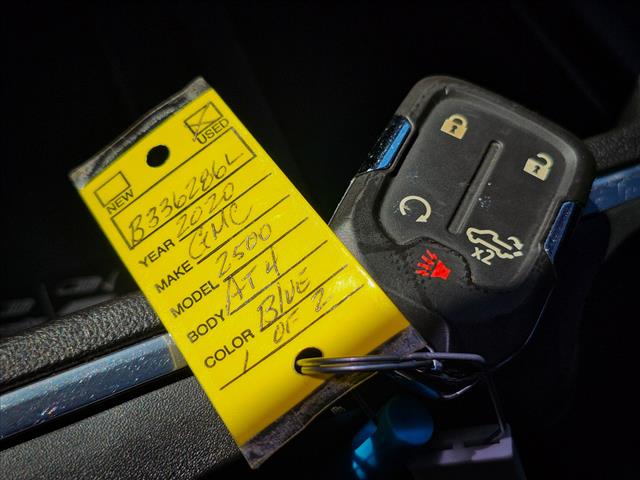 NEW
USED
B336286L
YEAR 2020
MAKE GMC
MODEL 2500
BODY AT4
COLOR Blue
1 OF 2
x2